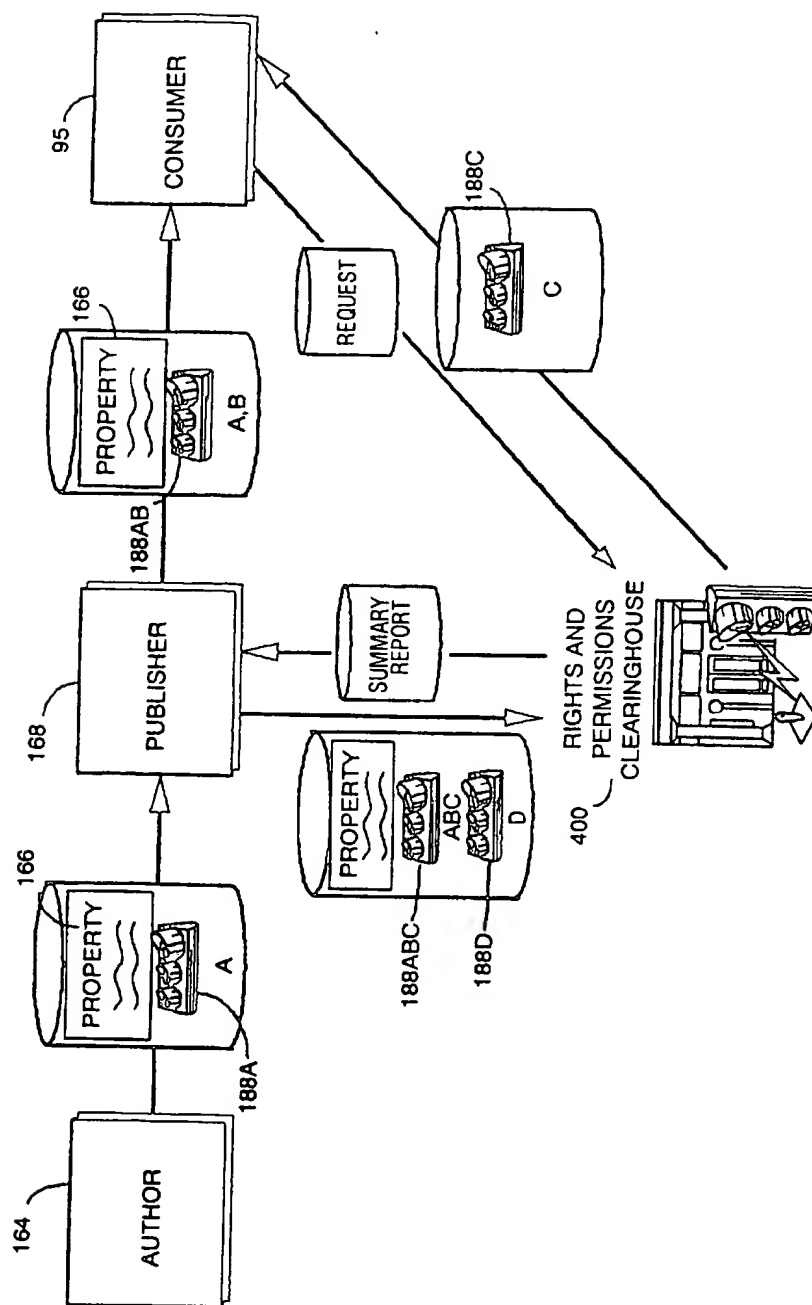 164
AUTHOR
166
PROPERTY
A
188A
168
PUBLISHER
166
PROPERTY
A,B
188AB
95
CONSUMER
PROPERTY
ABC
D
188ABC
188D
SUMMARY
REPORT
REQUEST
188C
C
RIGHTS AND
PERMISSIONS
CLEARINGHOUSE
400